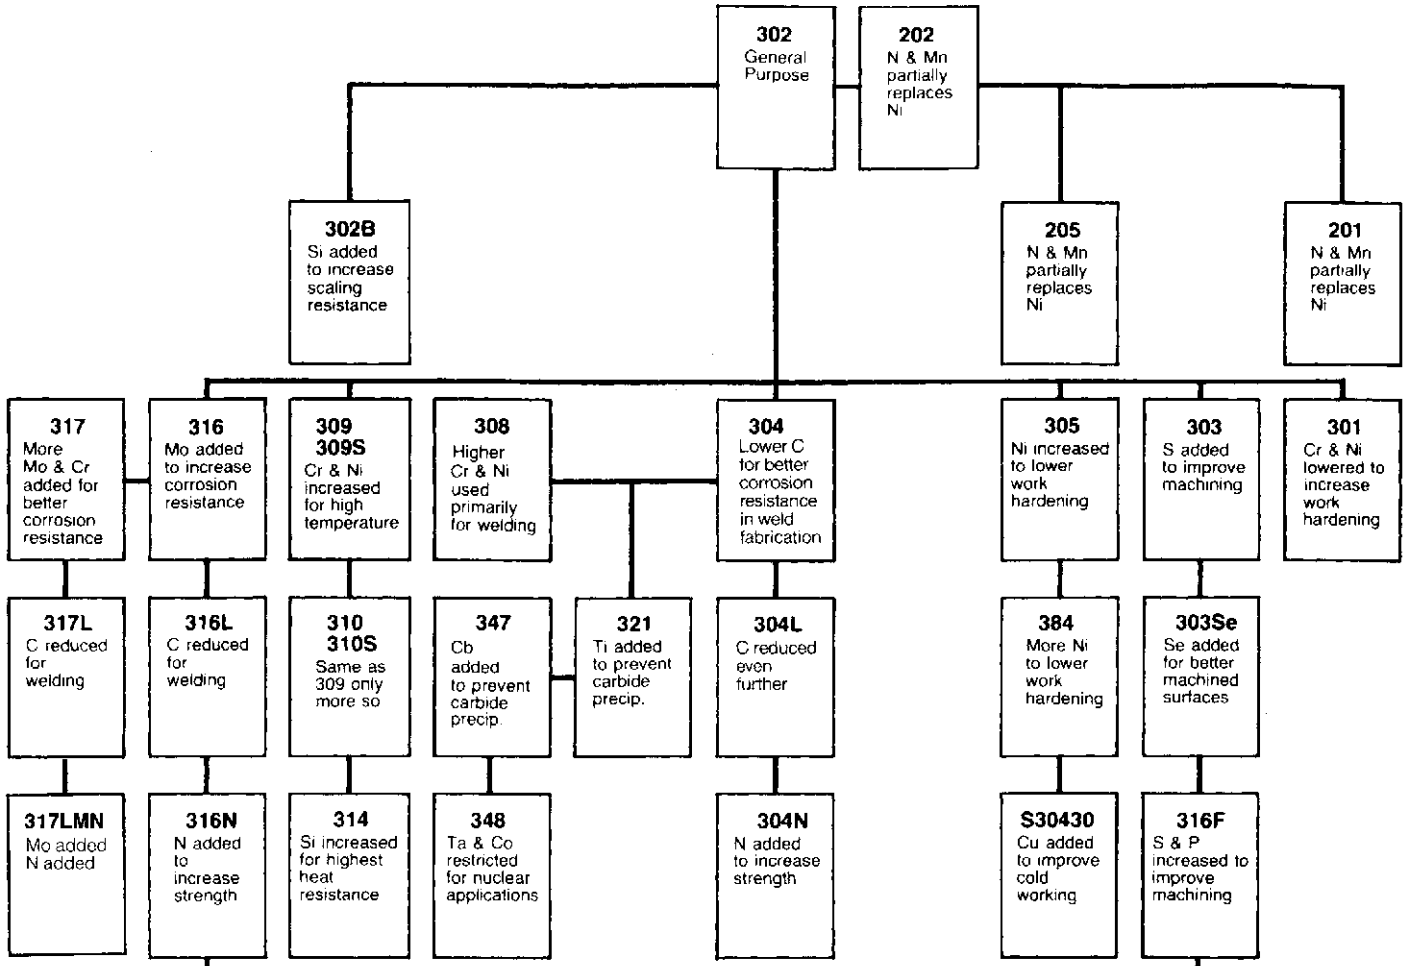 302
General
Purpose
202
N & Mn
partially
replaces
Ni
302B
Si added
to increase
scaling
resistance
205
N & Mn
partially
replaces
Ni
201
N & Mn
partially
replaces
Ni
317
More
Mo & Cr
added for
better
corrosion
resistance
316
Mo added
to increase
corrosion
resistance
309
309S
Cr & Ni
increased
for high
temperature
308
Higher
Cr & Ni
used
primarily
for welding
304
Lower C
for better
corrosion
resistance
in weld
fabrication
305
Ni increased
to lower
work
hardening
303
S added
to improve
machining
301
Cr & Ni
lowered to
increase
work
hardening
317L
C reduced
for
welding
316L
C reduced
for
welding
310
310S
Same as
309 only
more so
347
Cb
added
to prevent
carbide
precip.
321
Ti added
to prevent
carbide
precip.
304L
C reduced
even
further
384
More Ni
to lower
work
hardening
303Se
Se added
for better
machined
surfaces
317LMN
Mo added
N added
316N
N added
to
increase
strength
314
Si increased
for highest
heat
resistance
348
Ta & Co
restricted
for nuclear
applications
304N
N added
to increase
strength
S30430
Cu added
to improve
cold
working
316F
S & P
increased to
improve
machining